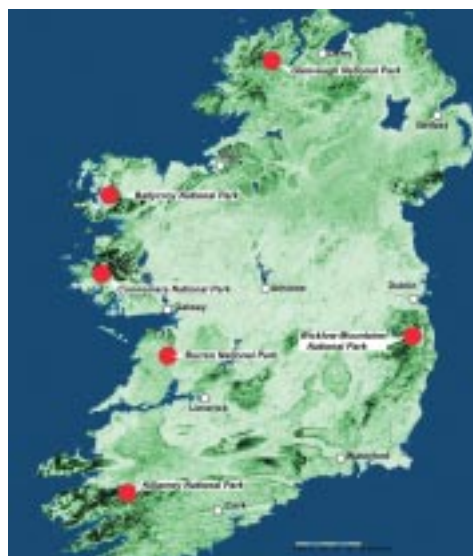 Derry
Glenveagh National Park
Belfast
Sligo
Ballycroy National Park
Connemara National Park
Athlone
Dublin
Galway
Wicklow Mountains
National Park
Burren National Park
Limerick
Waterford
Killarney National Park
Cork